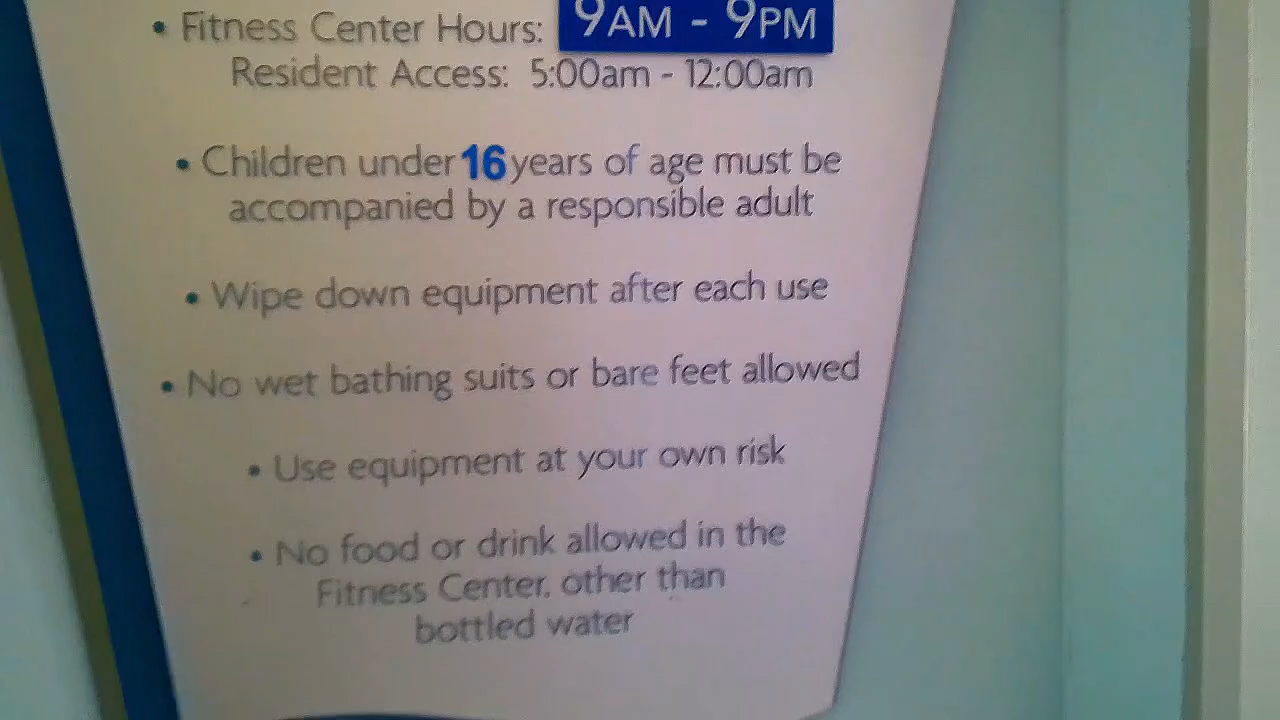 • Fitness Center Hours: 9AM - 9PM
Resident Access: 5:00am - 12:00am
• Children under 16 years of age must be
accompanied by a responsible adult
• Wipe down equipment after each use
• No wet bathing suits or bare feet allowed
• Use equipment at your own risk
• No food or drink allowed in the
Fitness Center, other than
bottled water